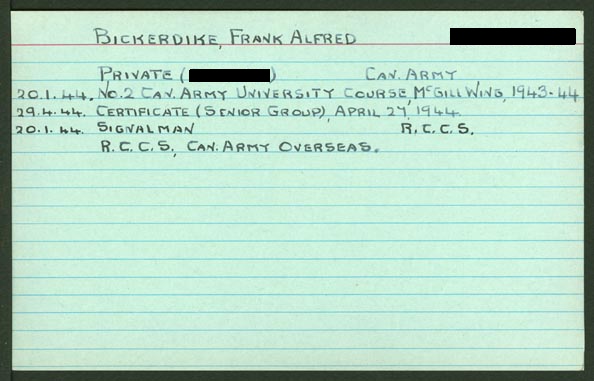 BICKERDIKE, FRANK ALFRED
PRIVATE ( ) CAN. ARMY
20.1.44. No.2 CAN. ARMY UNIVERSITY COURSE, McGILL WING, 1943-44
29.4.44. CERTIFICATE (SENIOR GROUP), APRIL 27, 1944.
20.1.44. SIGNALMAN R.C.C.S.
R.C.C.S., CAN. ARMY OVERSEAS.